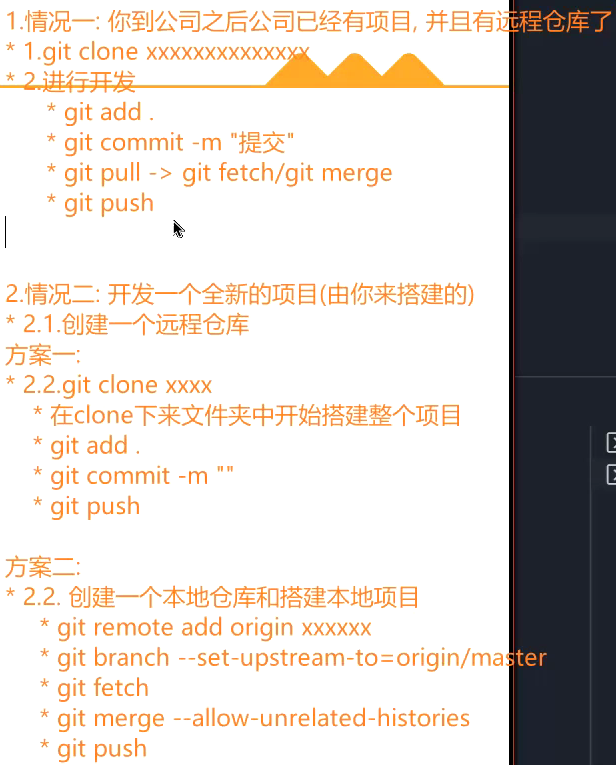 1.情况一: 你到公司之后公司已经有项目, 并且有远程仓库了
* 1.git clone xxxxxxxxxxxxxx
* 2.进行开发
* git add .
* git commit -m "提交"
* git pull -> git fetch/git merge
* git push
2.情况二: 开发一个全新的项目(由你来搭建的)
* 2.1.创建一个远程仓库
方案一:
* 2.2.git clone xxxx
* 在clone下来文件夹中开始搭建整个项目
* git add .
* git commit -m ""
* git push
方案二:
* 2.2. 创建一个本地仓库和搭建本地项目
* git remote add origin xxxxxx
* git branch --set-upstream-to=origin/master
* git fetch
* git merge --allow-unrelated-histories
* git push